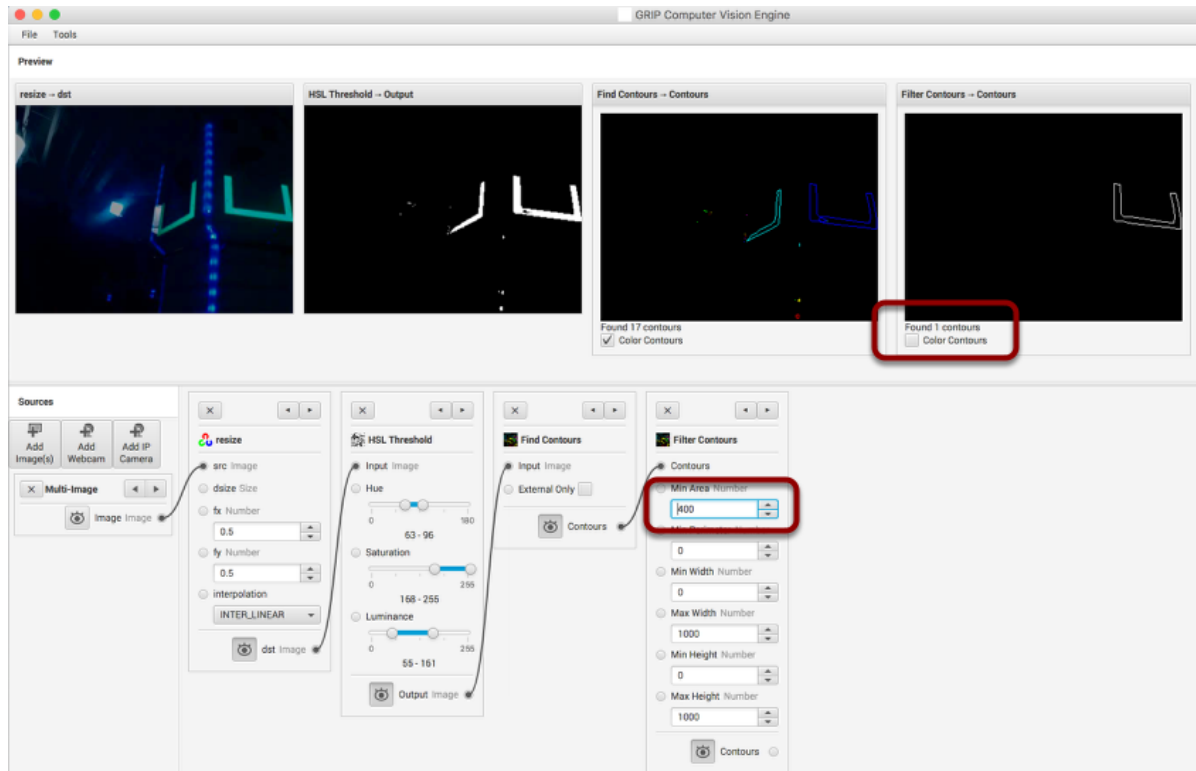 GRIP Computer Vision Engine
File Tools
Preview
resize → dst
HSL Threshold → Output
Find Contours → Contours
Filter Contours → Contours
Found 17 contours
Color Contours
Found 1 contours
Color Contours
Sources
Add Image(s)
Add Webcam
Add IP Camera
Multi-Image
Image Image
resize
src Image
dsize Size
fx Number
0.5
fy Number
0.5
interpolation
INTER_LINEAR
dst Image
HSL Threshold
Input Image
Hue
0 180
63 - 96
Saturation
0 255
168 - 255
Luminance
0 255
55 - 161
Output Image
Find Contours
Input Image
External Only
Contours
Filter Contours
Contours
Min Area Number
400
Min Perimeter Number
0
Min Width Number
0
Max Width Number
1000
Min Height Number
0
Max Height Number
1000
Contours